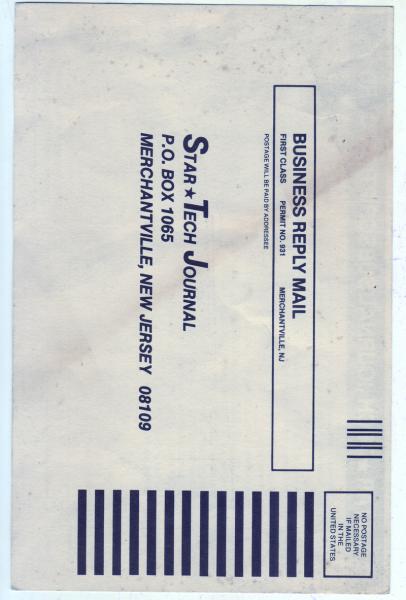 NO POSTAGE
NECESSARY
IF MAILED
IN THE
UNITED STATES
BUSINESS REPLY MAIL
FIRST CLASS PERMIT NO. 931 MERCHANTVILLE, NJ
POSTAGE WILL BE PAID BY ADDRESSEE
STAR★TECH JOURNAL
P.O. BOX 1065
MERCHANTVILLE, NEW JERSEY 08109